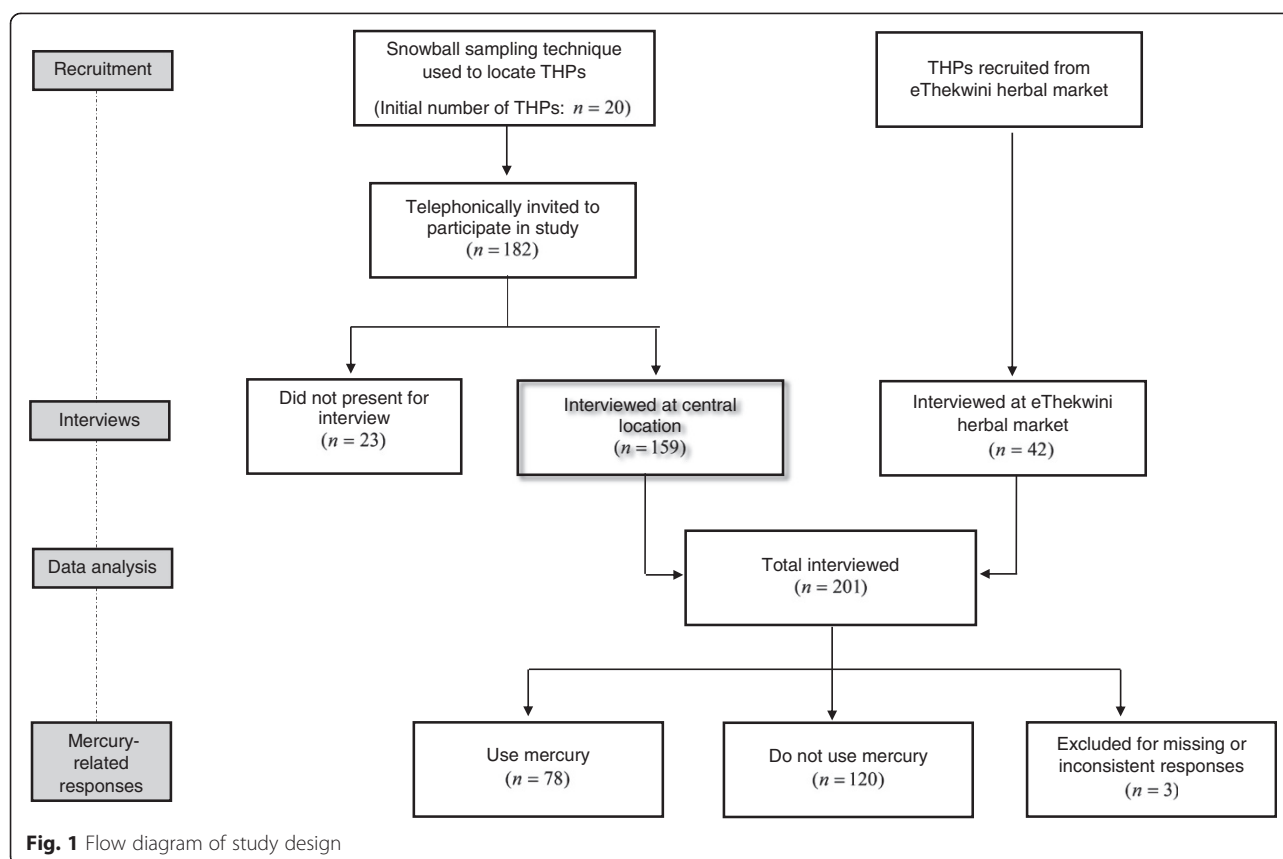 Recruitment
Snowball sampling technique
used to locate THPs
(Initial number of THPs: n = 20)
THPs recruited from
eThekwini herbal market
Telephonically invited to
participate in study
(n = 182)
Interviews
Did not present for
interview
(n = 23)
Interviewed at central
location
(n = 159)
Interviewed at eThekwini
herbal market
(n = 42)
Data analysis
Total interviewed
(n = 201)
Mercury-
related
responses
Use mercury
(n = 78)
Do not use mercury
(n = 120)
Excluded for missing or
inconsistent responses
(n = 3)
Fig. 1 Flow diagram of study design